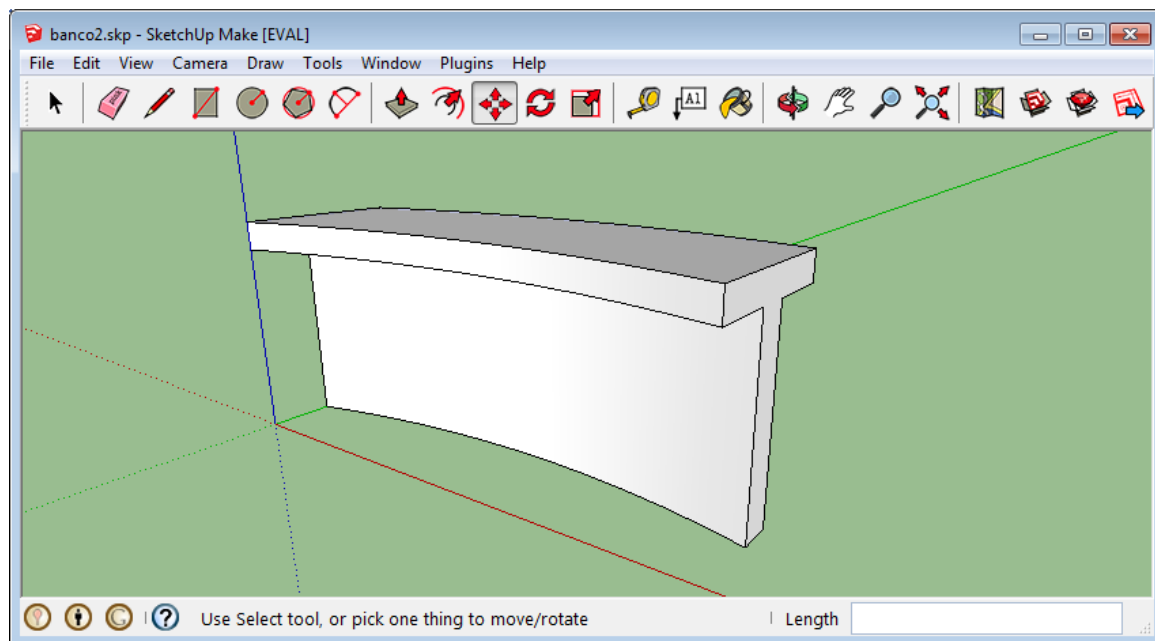 banco2.skp - SketchUp Make [EVAL]
File Edit View Camera Draw Tools Window Plugins Help
A1
Use Select tool, or pick one thing to move/rotate
Length